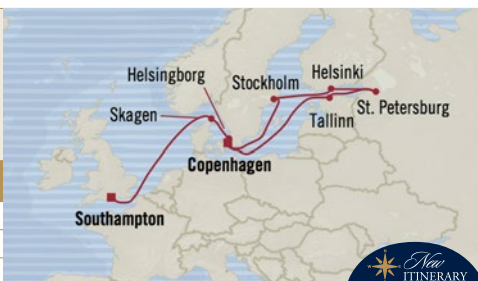 Helsingborg
Stockholm
Helsinki
Skagen
St. Petersburg
Tallinn
Copenhagen
Southampton
New
ITINERARY